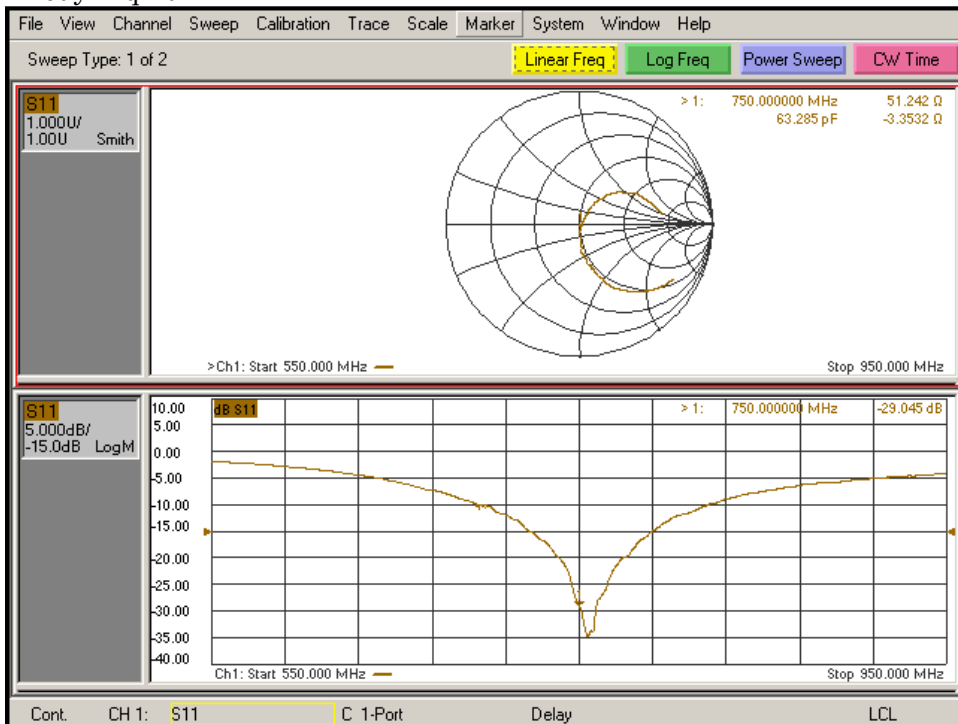 File View Channel Sweep Calibration Trace Scale Marker System Window Help
Sweep Type: 1 of 2 Linear Freq Log Freq Power Sweep CW Time
S11
1.000U/
1.00U Smith
> 1: 750.000000 MHz 51.242 Ω
63.285 pF -3.3532 Ω
>Ch1: Start 550.000 MHz Stop 950.000 MHz
S11
5.000dB/
-15.0dB LogM
10.00 dB S11 > 1: 750.000000 MHz -29.045 dB
5.00
0.00
-5.00
-10.00
-15.00
-20.00
-25.00
-30.00
-35.00
-40.00
Ch1: Start 550.000 MHz Stop 950.000 MHz
Cont. CH 1: S11 C 1-Port Delay LCL